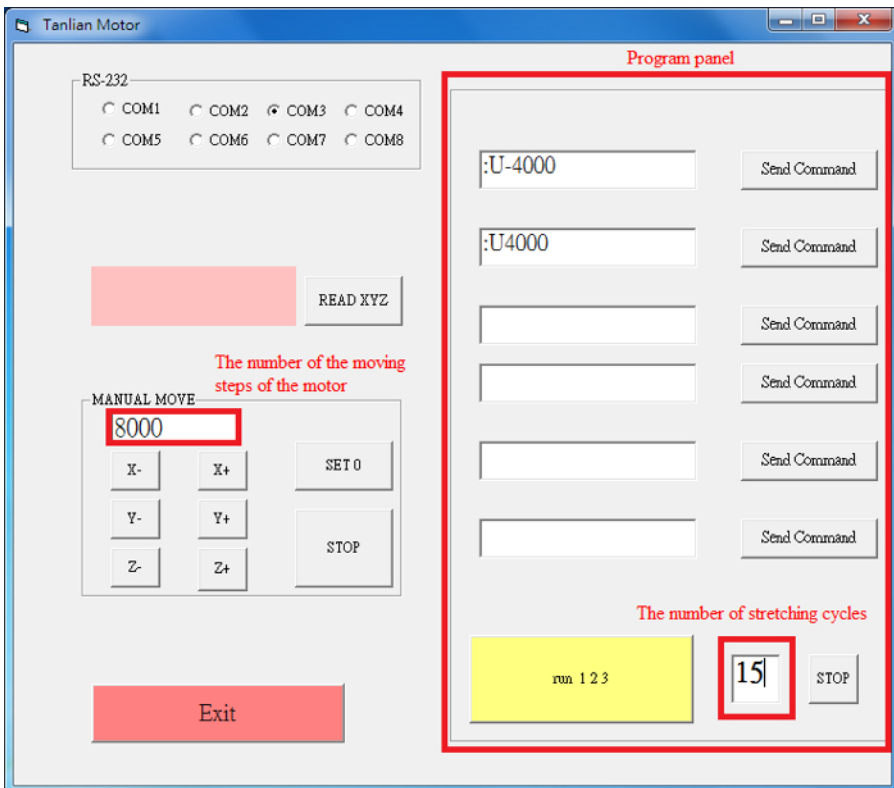 Tanlian Motor
RS-232
COM1 COM2 COM3 COM4
COM5 COM6 COM7 COM8
READ XYZ
The number of the moving
steps of the motor
MANUAL MOVE
8000
X- X+ SET 0
Y- Y+
STOP
Z- Z+
Exit
Program panel
:U-4000 Send Command
:U4000 Send Command
Send Command
Send Command
Send Command
Send Command
The number of stretching cycles
run 1 2 3 15 STOP